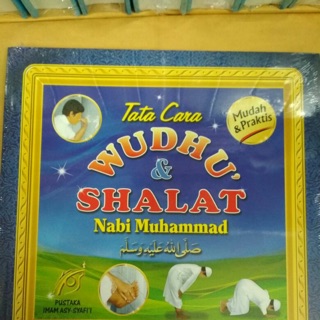 Tata Cara
Mudah
& Praktis
WUDHU'
&
SHALAT
Nabi Muhammad
صلى الله عليه وسلم
PUSTAKA
IMAM ASY-SYAFI'I